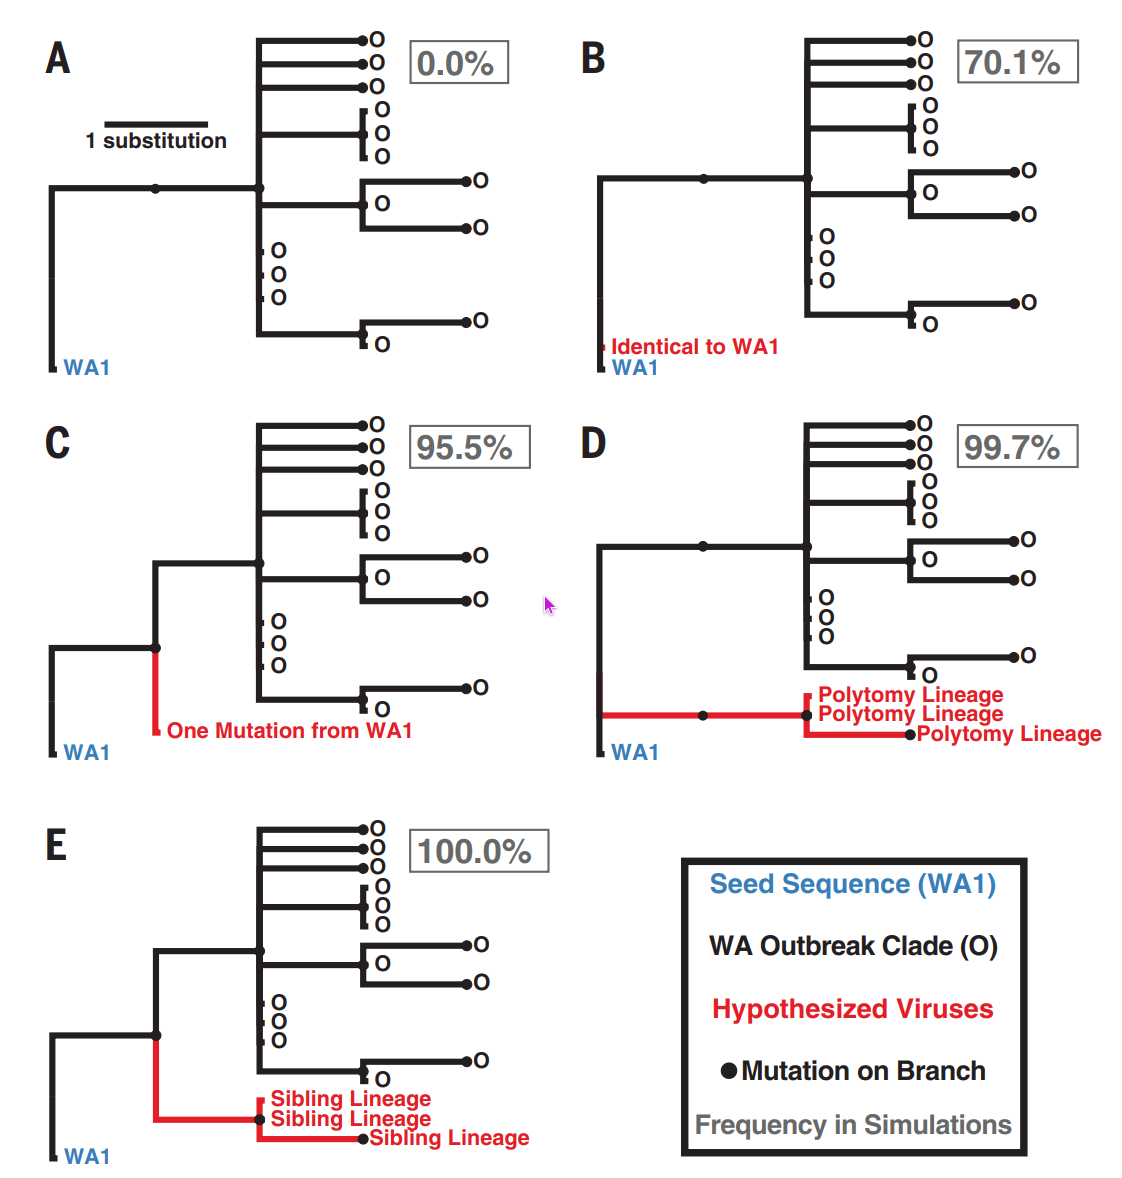 A
0.0%
1 substitution
O
O
O
O
O
O
O
O
O
O
O
O
O
O
WA1
B
70.1%
O
O
O
O
O
O
O
O
O
O
O
O
O
O
Identical to WA1
WA1
C
95.5%
O
O
O
O
O
O
O
O
O
O
O
O
O
O
One Mutation from WA1
WA1
D
99.7%
O
O
O
O
O
O
O
O
O
O
O
O
O
O
Polytomy Lineage
Polytomy Lineage
Polytomy Lineage
WA1
E
100.0%
O
O
O
O
O
O
O
O
O
O
O
O
O
O
Sibling Lineage
Sibling Lineage
Sibling Lineage
WA1
Seed Sequence (WA1)
WA Outbreak Clade (O)
Hypothesized Viruses
Mutation on Branch
Frequency in Simulations